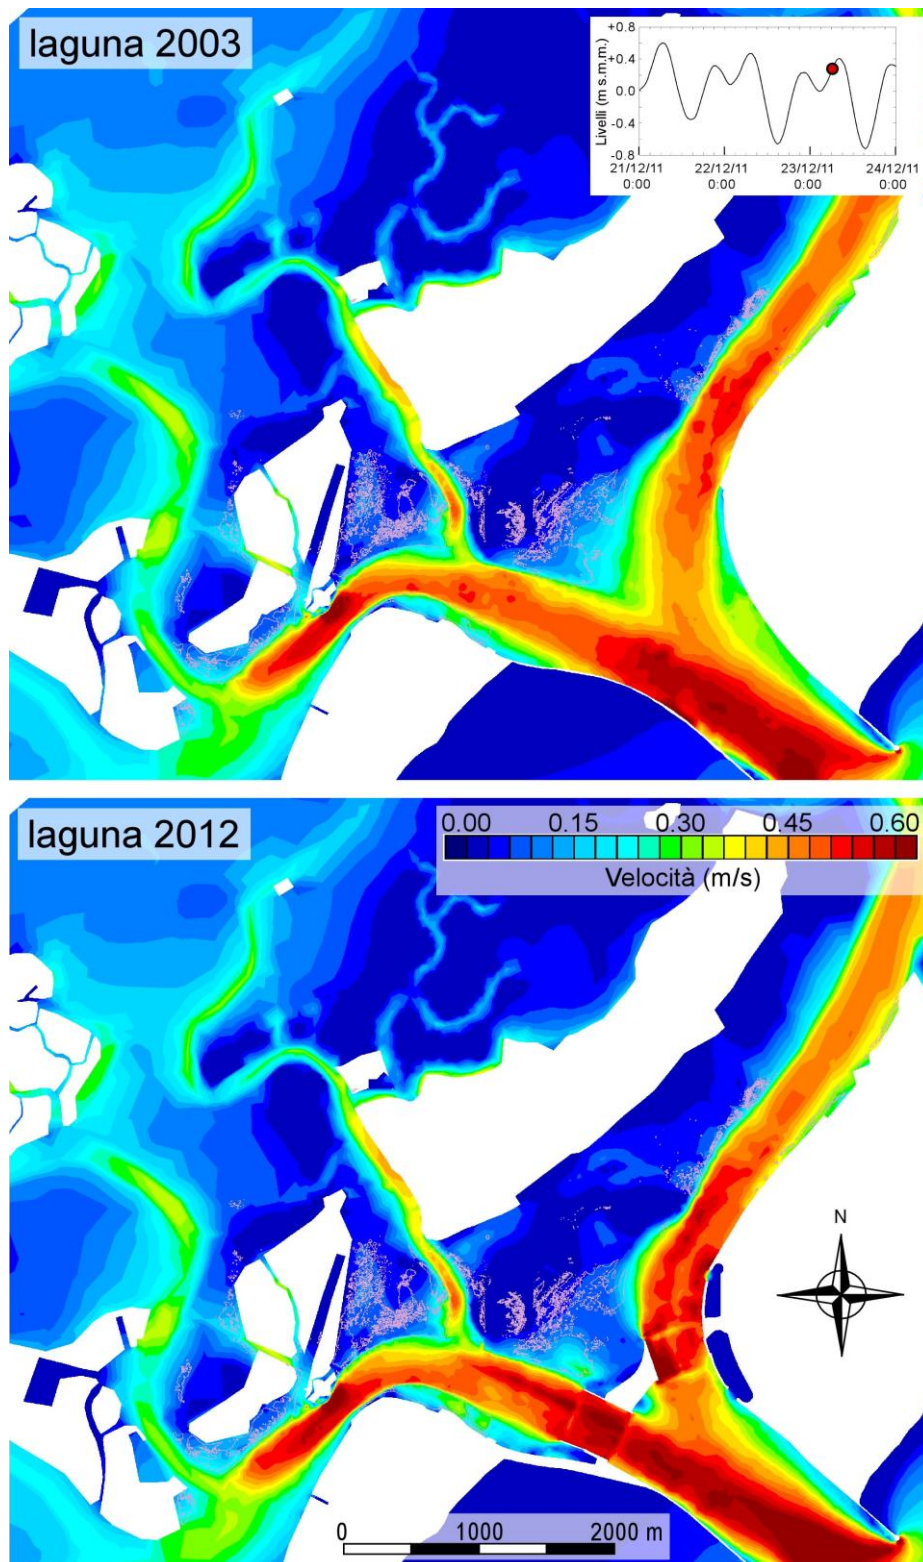 laguna 2003
Livelli (m s.m.m.)
+0.8
+0.4
0.0
-0.4
-0.8
21/12/11 22/12/11 23/12/11 24/12/11
0:00 0:00 0:00 0:00
laguna 2012
0.00 0.15 0.30 0.45 0.60
Velocità (m/s)
N
0 1000 2000 m